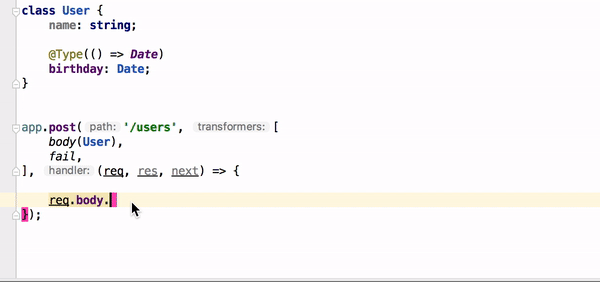 class User {
    name: string;
    @Type(() => Date)
    birthday: Date;
}
app.post( path: '/users', transformers: [
    body(User),
    fail,
], handler: (req, res, next) => {
    req.body.
});